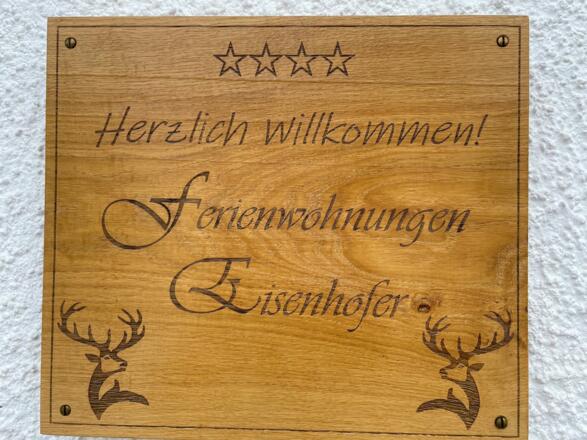 Herzlich willkommen!
Ferienwohnungen
Eisenhofer